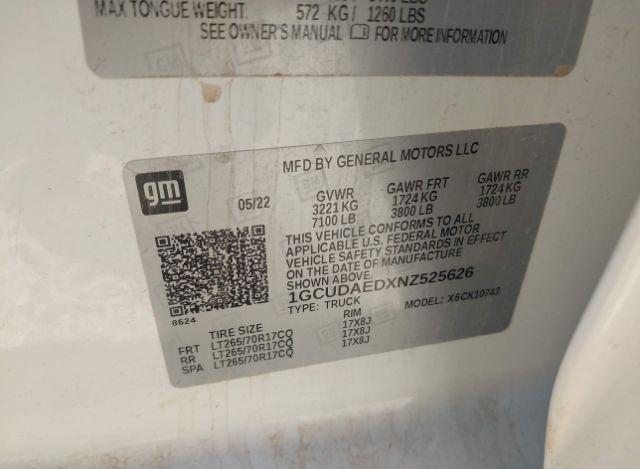 MAX TONGUE WEIGHT. 572 KG / 1260 LBS
SEE OWNER'S MANUAL FOR MORE INFORMATION
MFD BY GENERAL MOTORS LLC
gm
05/22
GVWR GAWR FRT GAWR RR
3221 KG 1724 KG 1724 KG
7100 LB 3800 LB 3800 LB
THIS VEHICLE CONFORMS TO ALL
APPLICABLE U.S. FEDERAL MOTOR
VEHICLE SAFETY STANDARDS IN EFFECT
ON THE DATE OF MANUFACTURE
SHOWN ABOVE.
1GCUDAEDXNZ525626
TYPE: TRUCK MODEL: X6CK10743
8624
TIRE SIZE RIM
FRT LT265/70R17CQ 17X8J
RR LT265/70R17CQ 17X8J
SPA LT265/70R17CQ 17X8J